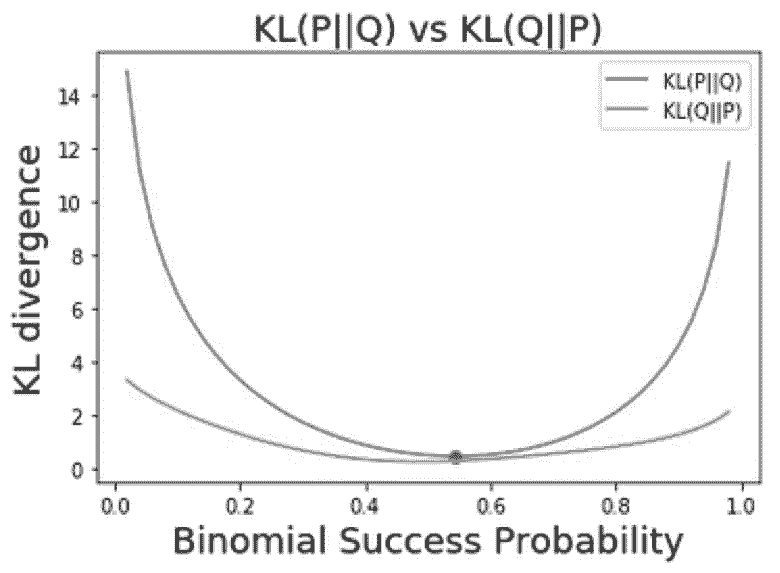 KL(P||Q) vs KL(Q||P)
KL(P||Q)
KL(Q||P)
KL divergence
14
12
10
8
6
4
2
0
0.0 0.2 0.4 0.6 0.8 1.0
Binomial Success Probability